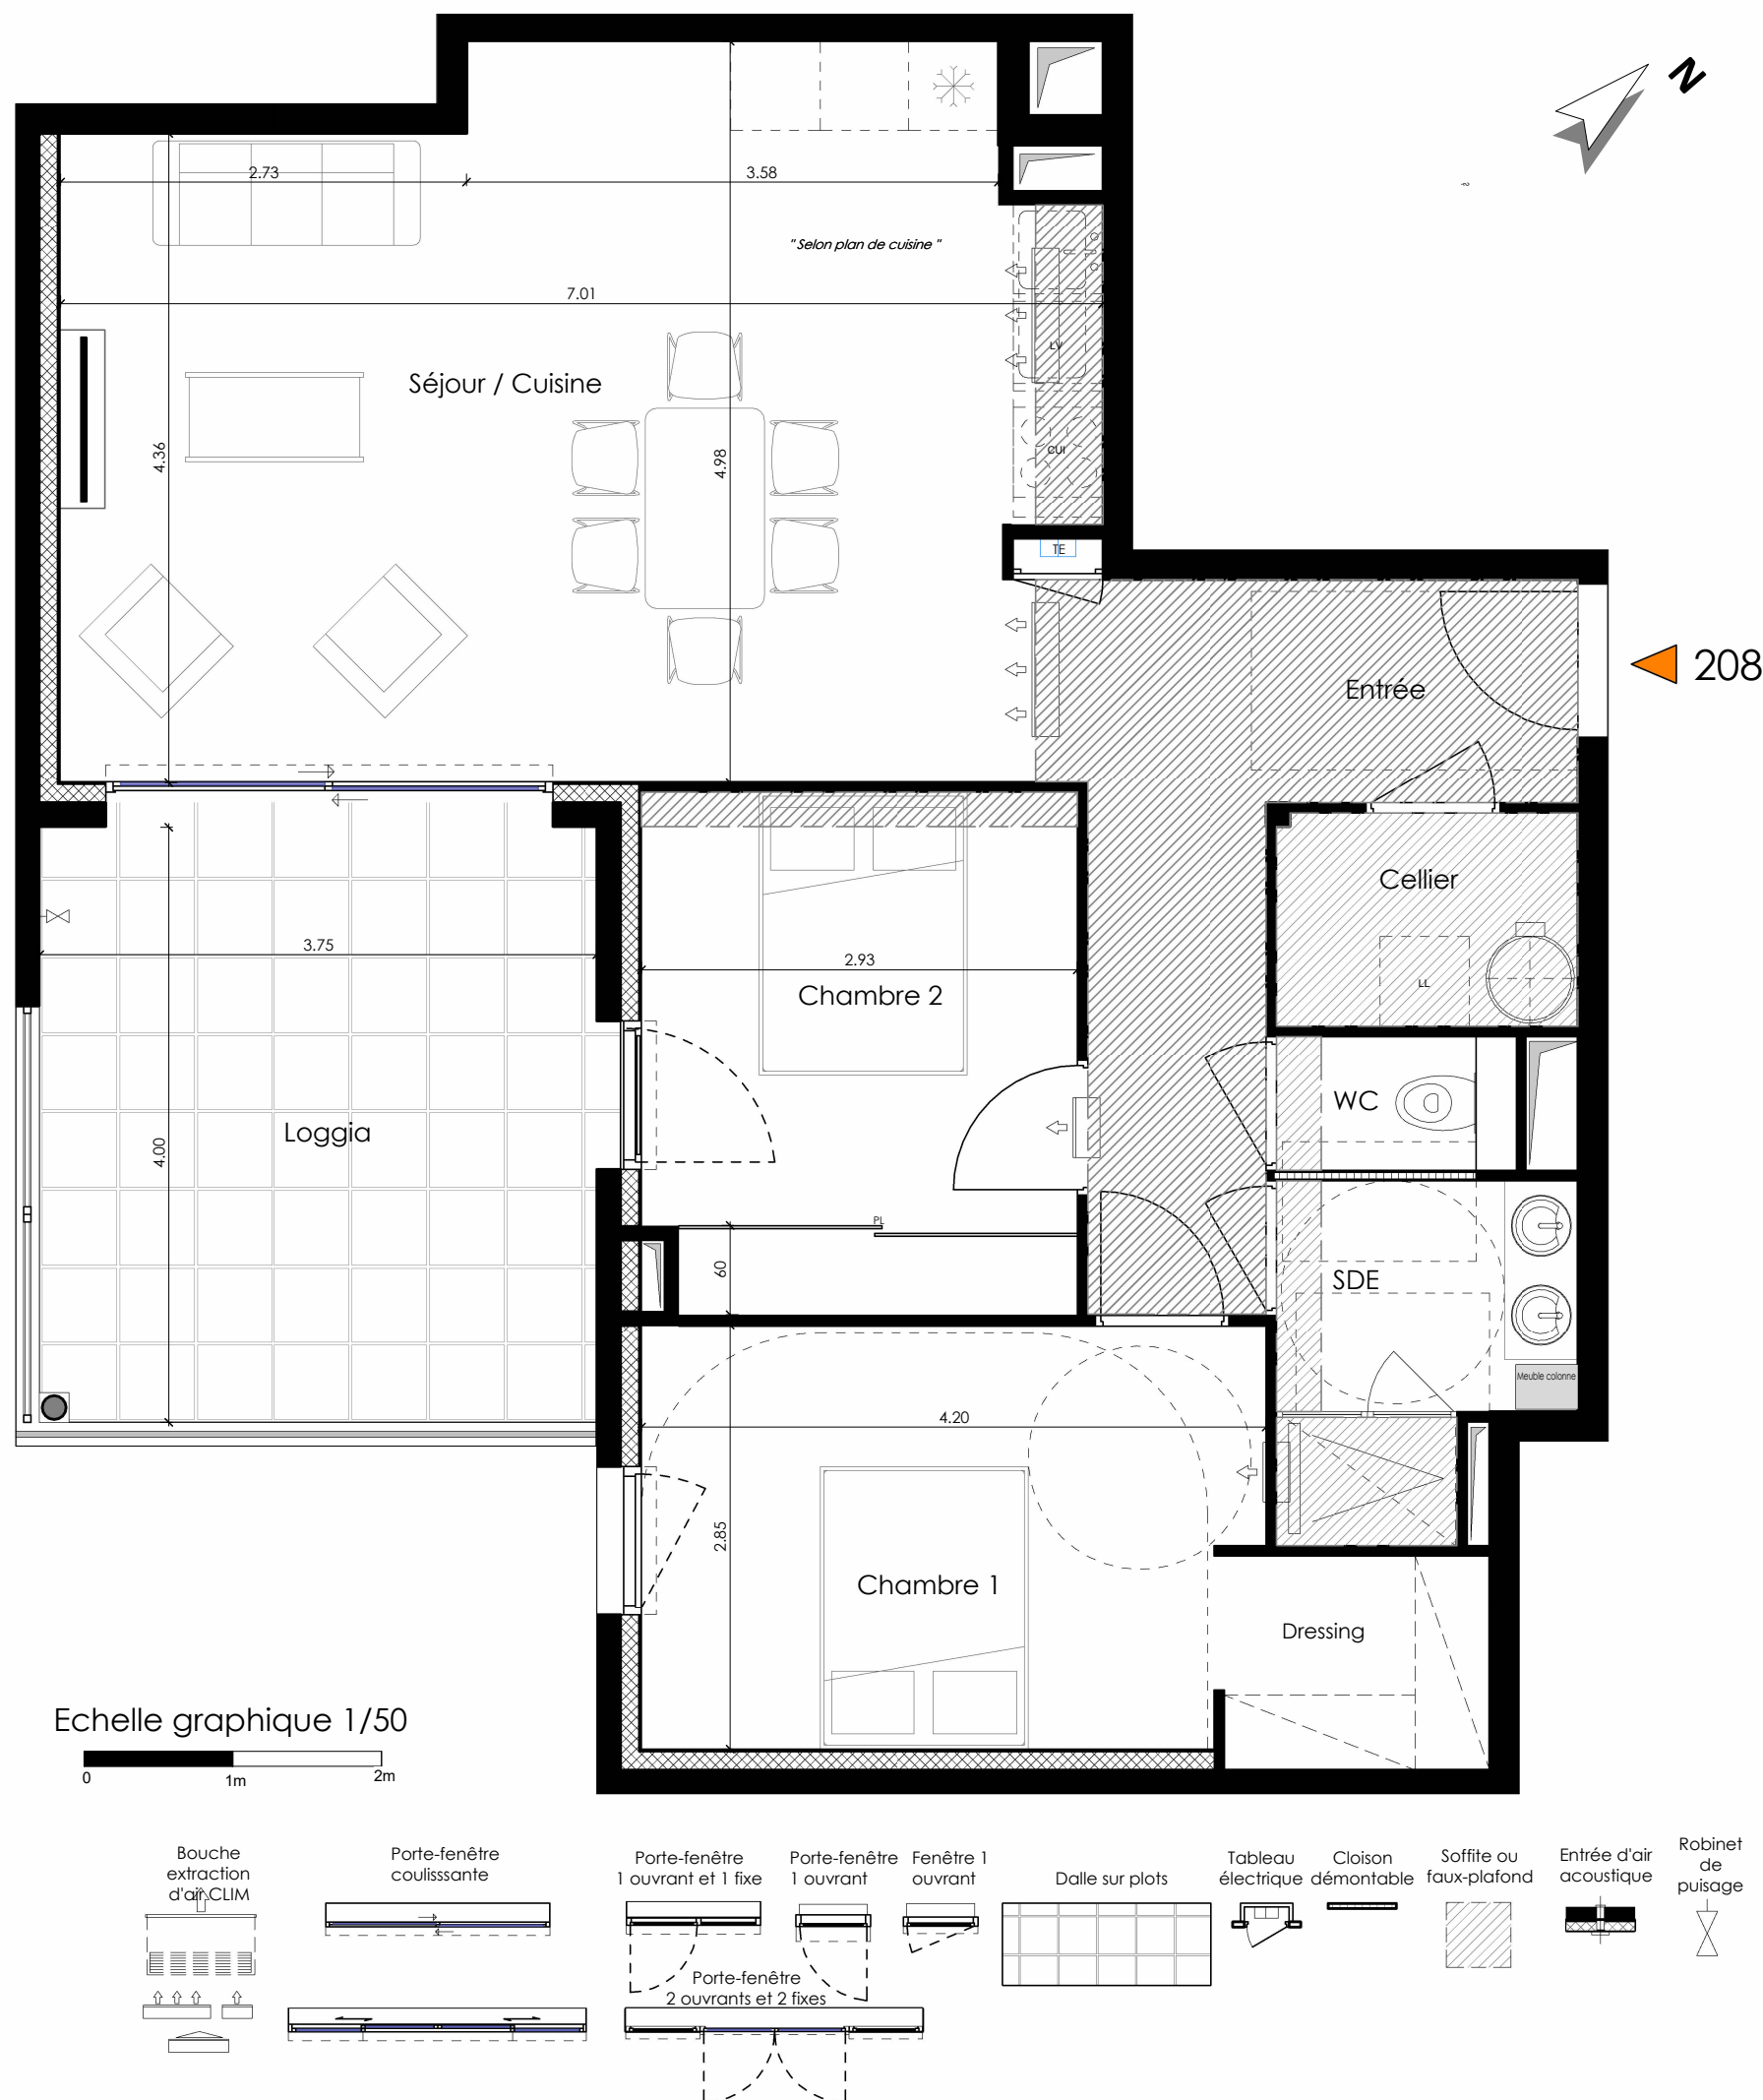 N
2.73
3.58
"Selon plan de cuisine"
7.01
LV
Séjour / Cuisine
4.36
4.98
CUI
TE
208
Entrée
Cellier
3.75
2.93
Chambre 2
LL
WC
Loggia
4.00
PL
60
SDE
Meuble colonne
4.20
2.85
Chambre 1
Dressing
Echelle graphique 1/50
0
1m
2m
Bouche
extraction
d'air CLIM
Porte-fenêtre
coulisssante
Porte-fenêtre
1 ouvrant et 1 fixe
Porte-fenêtre
1 ouvrant
Fenêtre 1
ouvrant
Dalle sur plots
Tableau
électrique
Cloison
démontable
Soffite ou
faux-plafond
Entrée d'air
acoustique
Robinet
de
puisage
Porte-fenêtre
2 ouvrants et 2 fixes